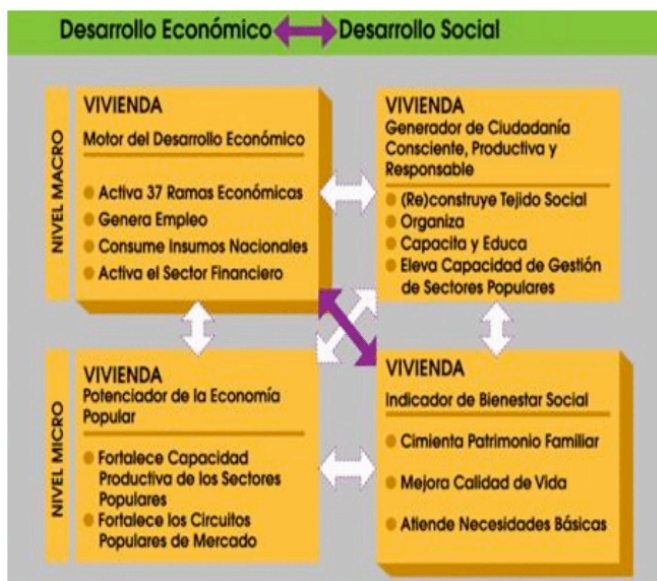 Desarrollo Económico
Desarrollo Social
NIVEL MACRO
VIVIENDA
Motor del Desarrollo Económico
Activa 37 Ramas Económicas
Genera Empleo
Consume Insumos Nacionales
Activa el Sector Financiero
VIVIENDA
Generador de Ciudadanía
Consciente, Productiva y
Responsable
(Re)construye Tejido Social
Organiza
Capacita y Educa
Eleva Capacidad de Gestión
de Sectores Populares
NIVEL MICRO
VIVIENDA
Potenciador de la Economía
Popular
Fortalece Capacidad
Productiva de los Sectores
Populares
Fortalece los Circuitos
Populares de Mercado
VIVIENDA
Indicador de Bienestar Social
Cimienta Patrimonio Familiar
Mejora Calidad de Vida
Atiende Necesidades Básicas